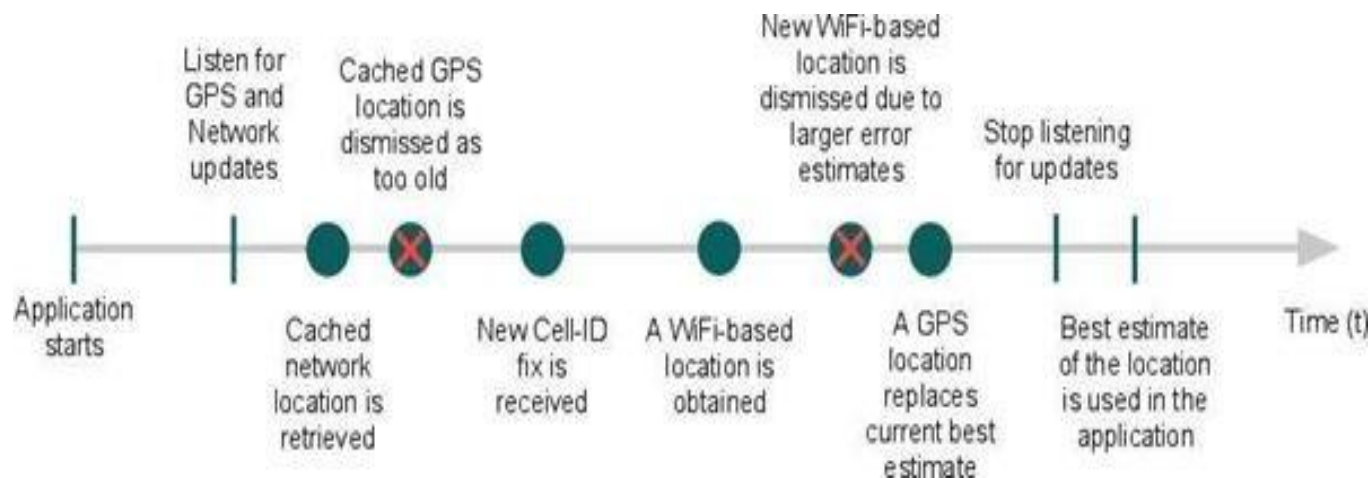 Listen for
GPS and
Network
updates
Cached GPS
location is
dismissed as
too old
New WiFi-based
location is
dismissed due to
larger error
estimates
Stop listening
for updates
Application
starts
Cached
network
location is
retrieved
New Cell-ID
fix is
received
A WiFi-based
location is
obtained
A GPS
location
replaces
current best
estimate
Best estimate
of the location
is used in the
application
Time (t)